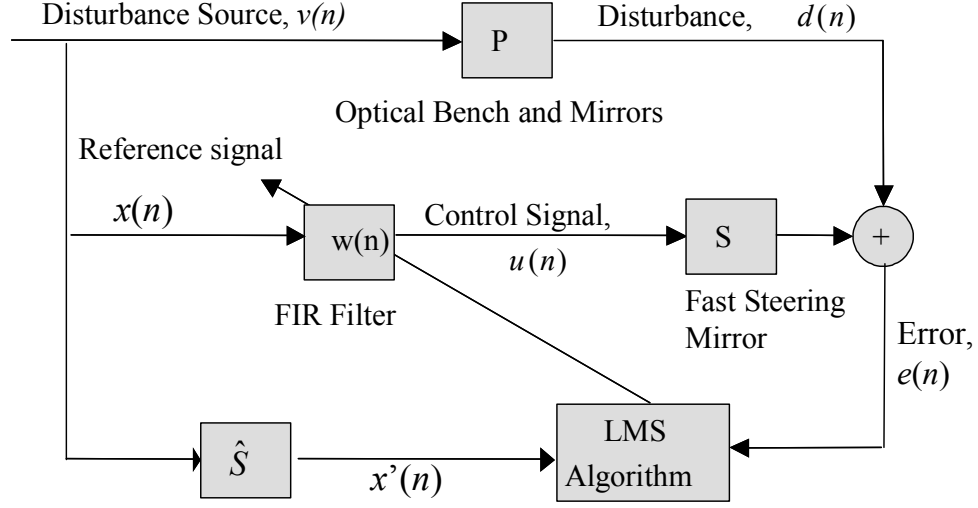 Disturbance Source, v(n)
P
Disturbance, d(n)
Optical Bench and Mirrors
Reference signal
x(n)
w(n)
FIR Filter
Control Signal,
u(n)
S
Fast Steering
Mirror
+
Error,
e(n)
Ŝ
x’(n)
LMS
Algorithm